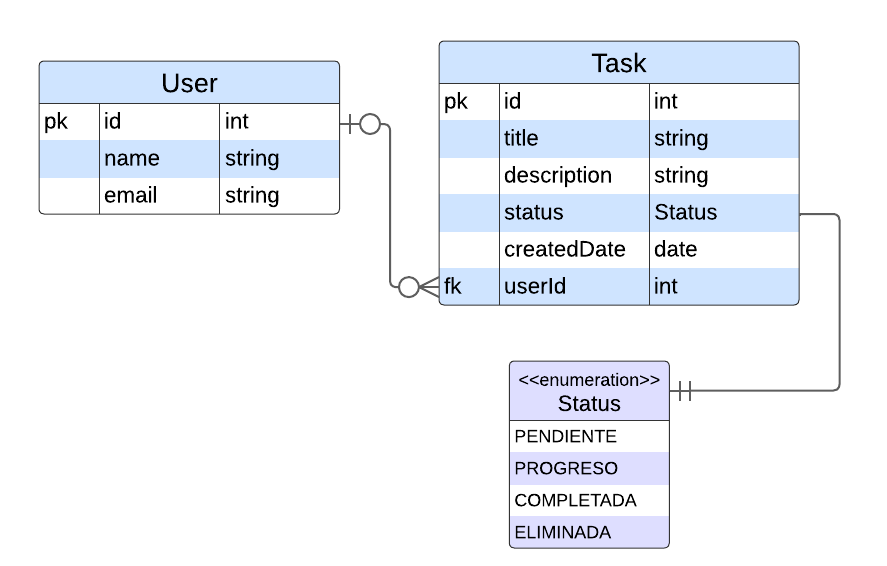 User
pk id int
name string
email string
Task
pk id int
title string
description string
status Status
createdDate date
fk userId int
<<enumeration>>
Status
PENDIENTE
PROGRESO
COMPLETADA
ELIMINADA